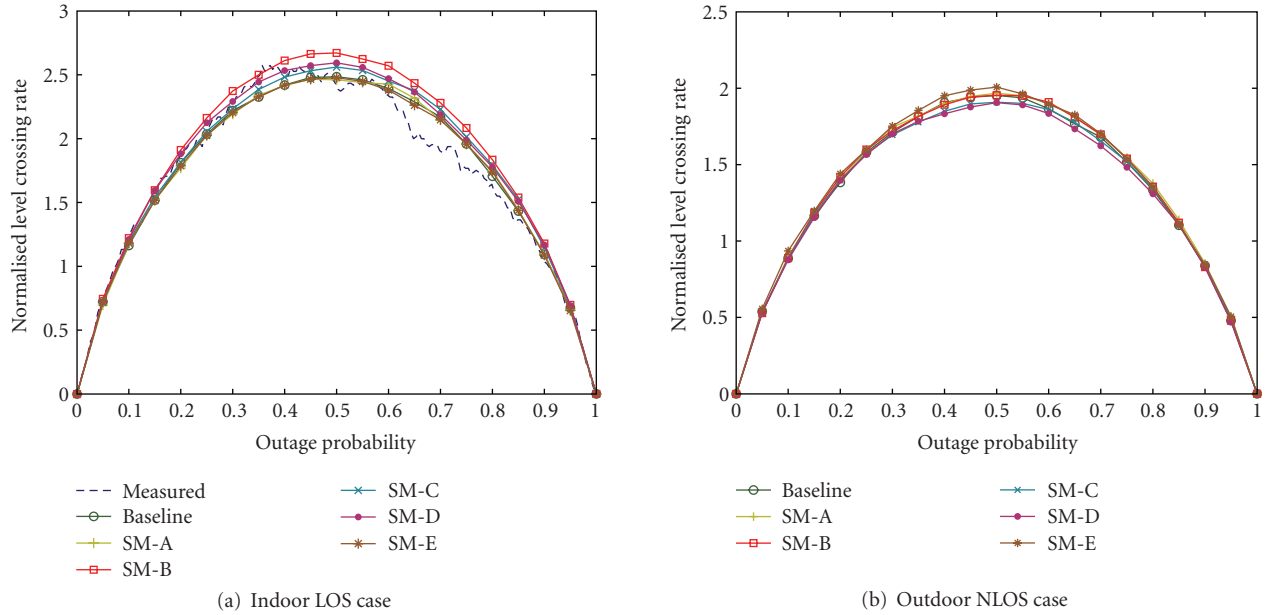 3
2.5
2
1.5
1
2.5
0
Normalised level crossing rate
0 0.1 0.2 0.3 0.4 0.5 0.6 0.7 0.8 0.9 1
Outage probability
Measured
Baseline
SM-A
SM-B
SM-C
SM-D
SM-E
(a) Indoor LOS case
2.5
2
1.5
1
0.5
0
Normalised level crossing rate
0 0.1 0.2 0.3 0.4 0.5 0.6 0.7 0.8 0.9 1
Outage probability
Baseline
SM-A
SM-B
SM-C
SM-D
SM-E
(b) Outdoor NLOS case